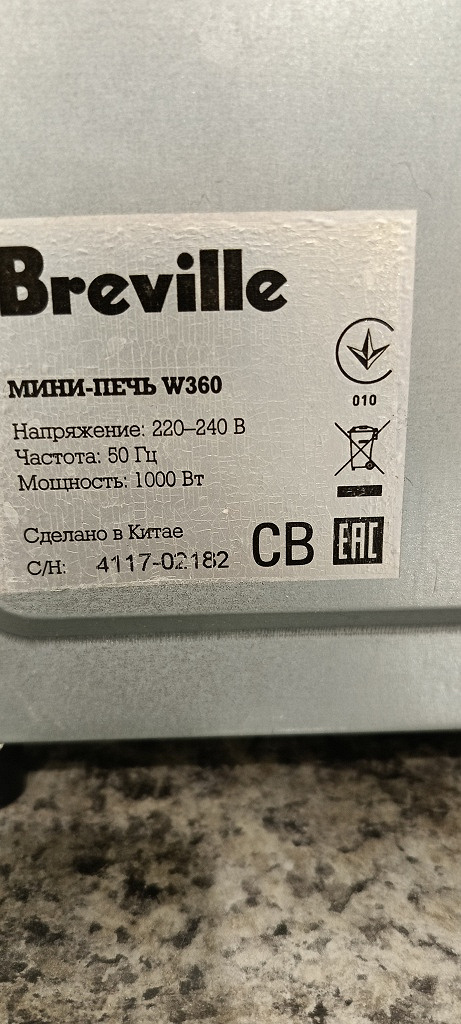 Breville
МИНИ-ПЕЧЬ W360
010
Напряжение: 220–240 В
Частота: 50 Гц
Мощность: 1000 Вт
Сделано в Китае
С/Н: 4117-02182
CB
EAC